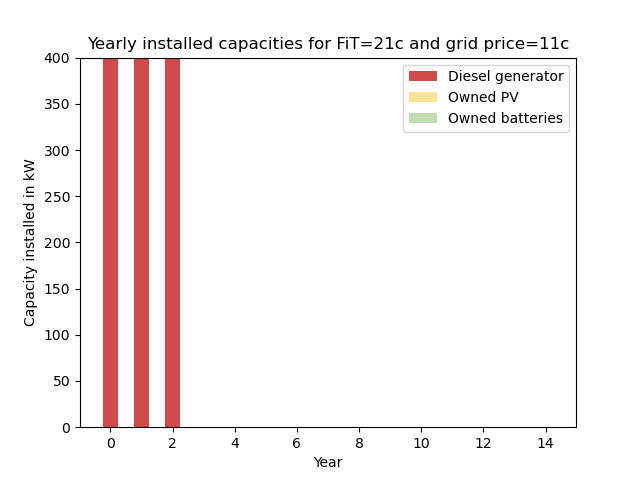 Yearly installed capacities for FiT=21c and grid price=11c
400
350
300
250
200
150
100
50
0
Capacity installed in kW
Diesel generator
Owned PV
Owned batteries
0 2 4 6 8 10 12 14
Year